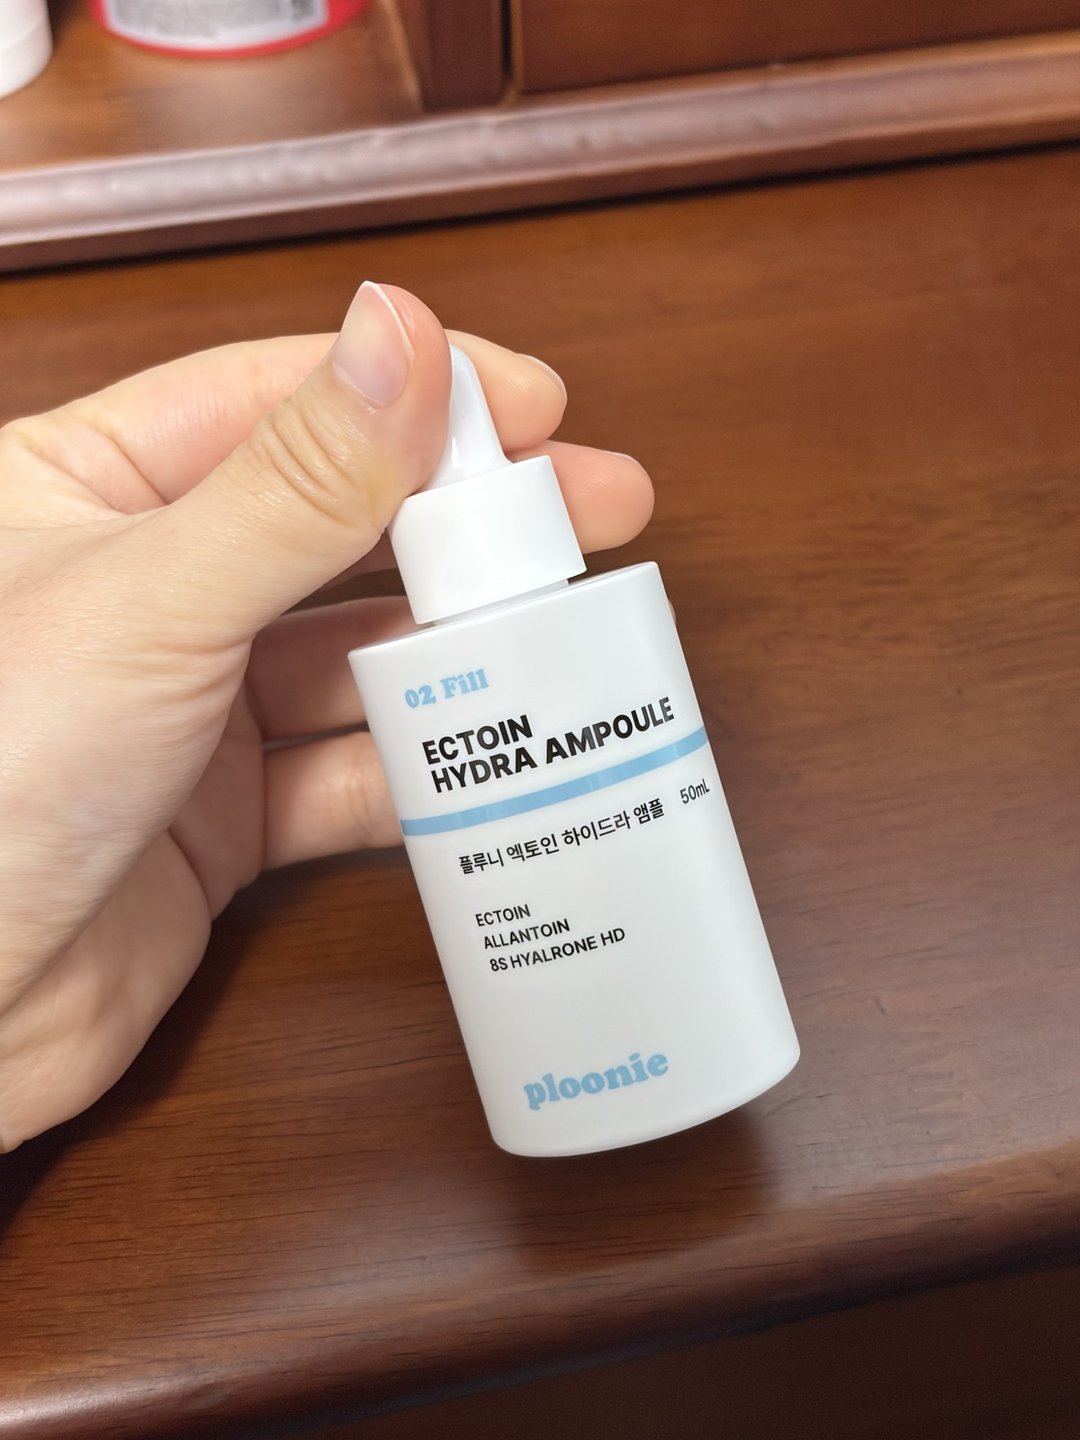 02 Fill
ECTOIN
HYDRA AMPOULE
플루니 엑토인 하이드라 앰플 50mL
ECTOIN
ALLANTOIN
8S HYALRONE HD
ploonie